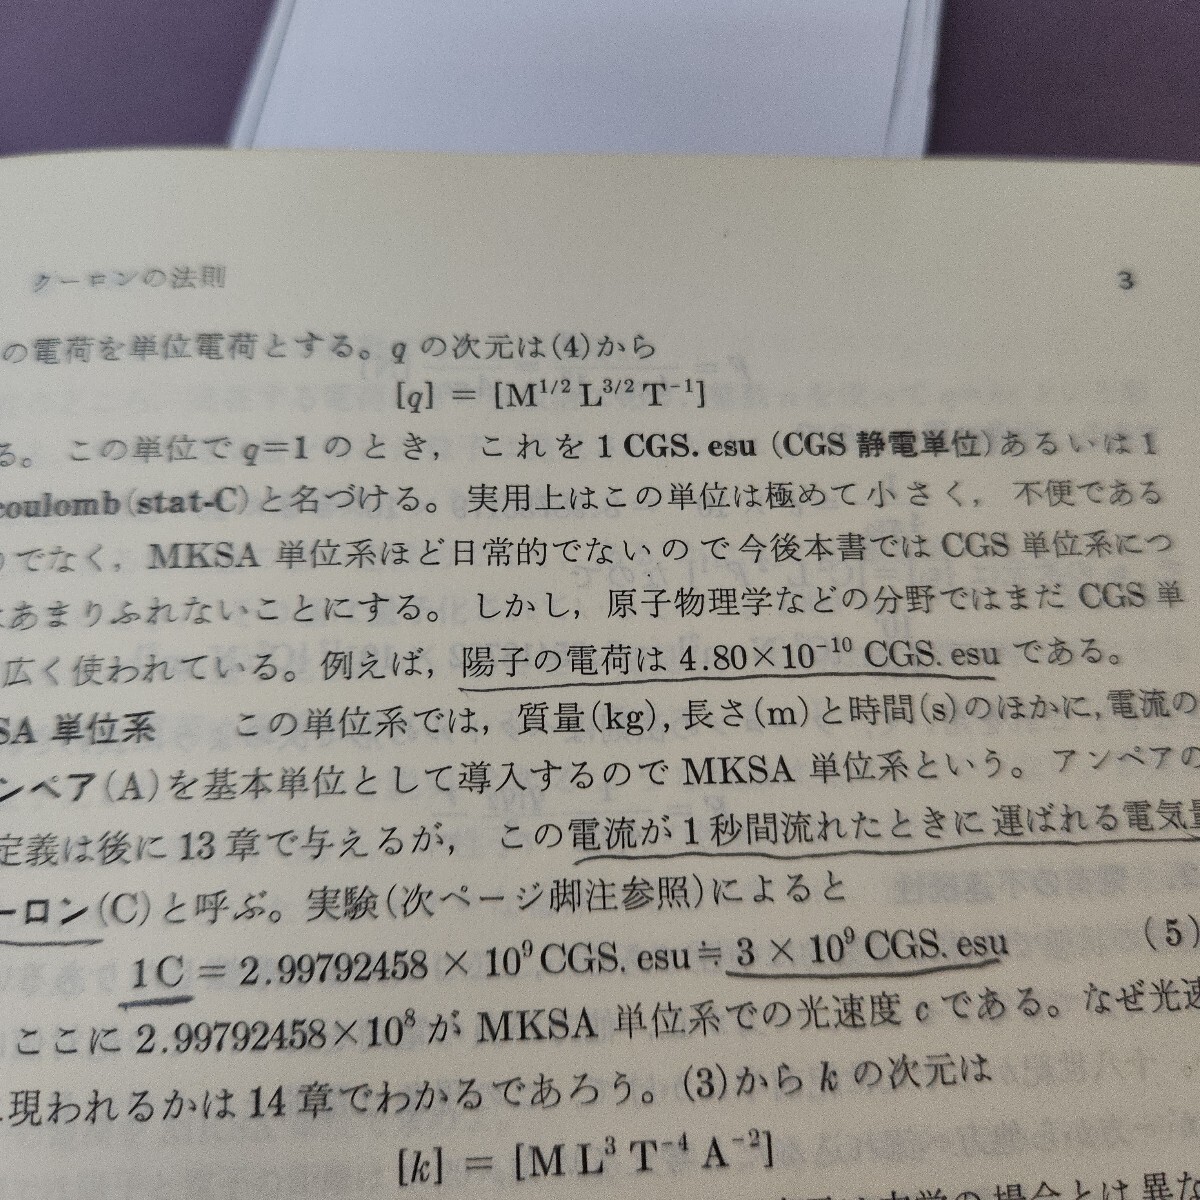 クーロンの法則 3
の電荷を単位電荷とする。q の次元は(4)から
[q] = [M^{1/2} L^{3/2} T^{-1}]
る。この単位で q=1 のとき, これを 1 CGS. esu (CGS 静電単位)あるいは 1
coulomb(stat-C)と名づける。実用上はこの単位は極めて小さく, 不便である
りでなく, MKSA 単位系ほど日常的でないので今後本書では CGS 単位系につ
はあまりふれないことにする。しかし, 原子物理学などの分野ではまだ CGS 単
広く使われている。例えば, 陽子の電荷は 4.80×10^{-10} CGS. esu である。
SA 単位系 この単位系では, 質量(kg), 長さ(m)と時間(s)のほかに, 電流の
ンペア(A)を基本単位として導入するので MKSA 単位系という。アンペアの
定義は後に 13 章で与えるが, この電流が 1 秒間流れたときに運ばれる電気量
ーロン(C)と呼ぶ。実験(次ページ脚注参照)によると
1 C = 2.99792458 × 10^9 CGS. esu ≒ 3 × 10^9 CGS. esu (5)
ここに 2.99792458×10^8 が MKSA 単位系での光速度 c である。なぜ光速
現われるかは 14 章でわかるであろう。(3)から k の次元は
[k] = [M L^3 T^{-4} A^{-2}]